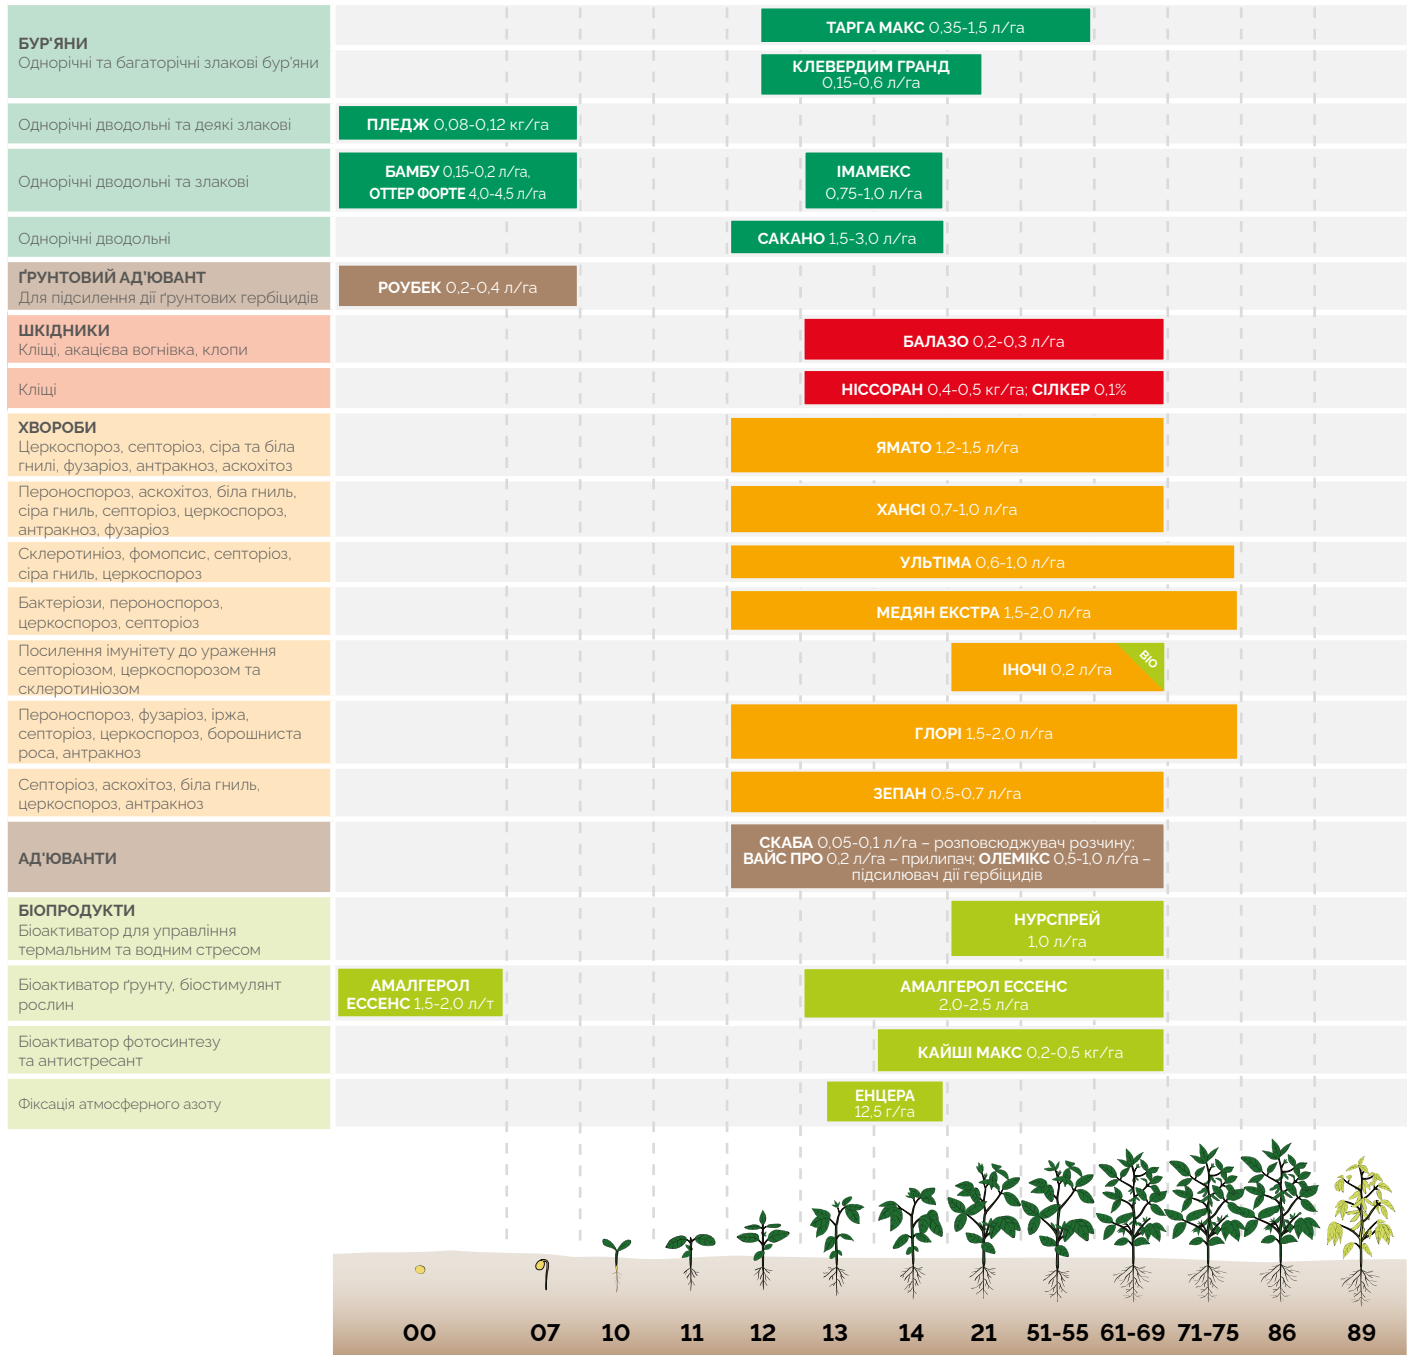 БУР'ЯНИ
Однорічні та багаторічні злакові бур'яни
ТАРГА МАКС 0,35-1,5 л/га
КЛЕВЕРДИМ ГРАНД
0,15-0,6 л/га
Однорічні дводольні та деякі злакові
ПЛЕДЖ 0,08-0,12 кг/га
Однорічні дводольні та злакові
БАМБУ 0,15-0,2 л/га,
ОТТЕР ФОРТЕ 4,0-4,5 л/га
ІМАМЕКС
0,75-1,0 л/га
Однорічні дводольні
САКАНО 1,5-3,0 л/га
ҐРУНТОВИЙ АД'ЮВАНТ
Для підсилення дії ґрунтових гербіцидів
РОУБЕК 0,2-0,4 л/га
ШКІДНИКИ
Кліщі, акацієва вогнівка, клопи
БАЛАЗО 0,2-0,3 л/га
Кліщі
НІССОРАН 0,4-0,5 кг/га; СІЛКЕР 0,1%
ХВОРОБИ
Церкоспороз, септоріоз, сіра та біла
гнилі, фузаріоз, антракноз, аскохітоз
ЯМАТО 1,2-1,5 л/га
Пероноспороз, аскохітоз, біла гниль,
сіра гниль, септоріоз, церкоспороз,
антракноз, фузаріоз
ХАНСІ 0,7-1,0 л/га
Склеротиніоз, фомопсис, септоріоз,
сіра гниль, церкоспороз
УЛЬТІМА 0,6-1,0 л/га
Бактеріози, пероноспороз,
церкоспороз, септоріоз
МЕДЯН ЕКСТРА 1,5-2,0 л/га
Посилення імунітету до ураження
септоріозом, церкоспорозом та
склеротиніозом
ІНОЧІ 0,2 л/га
BIO
Пероноспороз, фузаріоз, іржа,
септоріоз, церкоспороз, борошниста
роса, антракноз
ГЛОРІ 1,5-2,0 л/га
Септоріоз, аскохітоз, біла гниль,
церкоспороз, антракноз
ЗЕПАН 0,5-0,7 л/га
АД'ЮВАНТИ
СКАБА 0,05-0,1 л/га – розповсюджувач розчину;
ВАЙС ПРО 0,2 л/га – прилипач; ОЛЕМІКС 0,5-1,0 л/га –
підсилювач дії гербіцидів
БІОПРОДУКТИ
Біоактиватор для управління
термальним та водним стресом
НУРСПРЕЙ
1,0 л/га
Біоактиватор ґрунту, біостимулянт
рослин
АМАЛГЕРОЛ
ЕССЕНС 1,5-2,0 л/т
АМАЛГЕРОЛ ЕССЕНС
2,0-2,5 л/га
Біоактиватор фотосинтезу
та антистресант
КАЙШІ МАКС 0,2-0,5 кг/га
Фіксація атмосферного азоту
ЕНЦЕРА
12,5 г/га
00 07 10 11 12 13 14 21 51-55 61-69 71-75 86 89